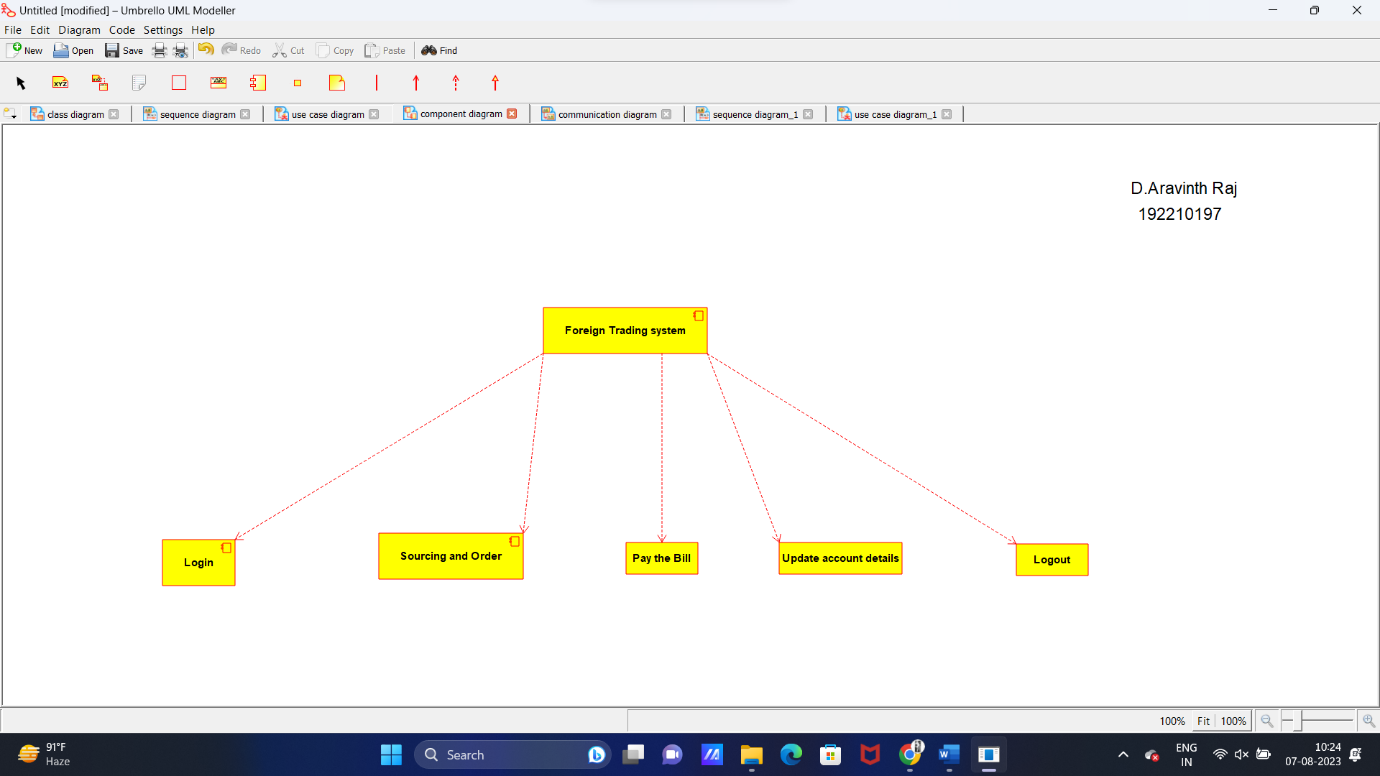 Untitled [modified] – Umbrello UML Modeller
File Edit Diagram Code Settings Help
New Open Save Redo Cut Copy Paste Find
XYZ ABC
class diagram sequence diagram use case diagram component diagram communication diagram sequence diagram_1 use case diagram_1
D.Aravinth Raj
192210197
Foreign Trading system
Login
Sourcing and Order
Pay the Bill
Update account details
Logout
100% Fit 100%
91°F
Haze
Search
ENG
IN
10:24
07-08-2023